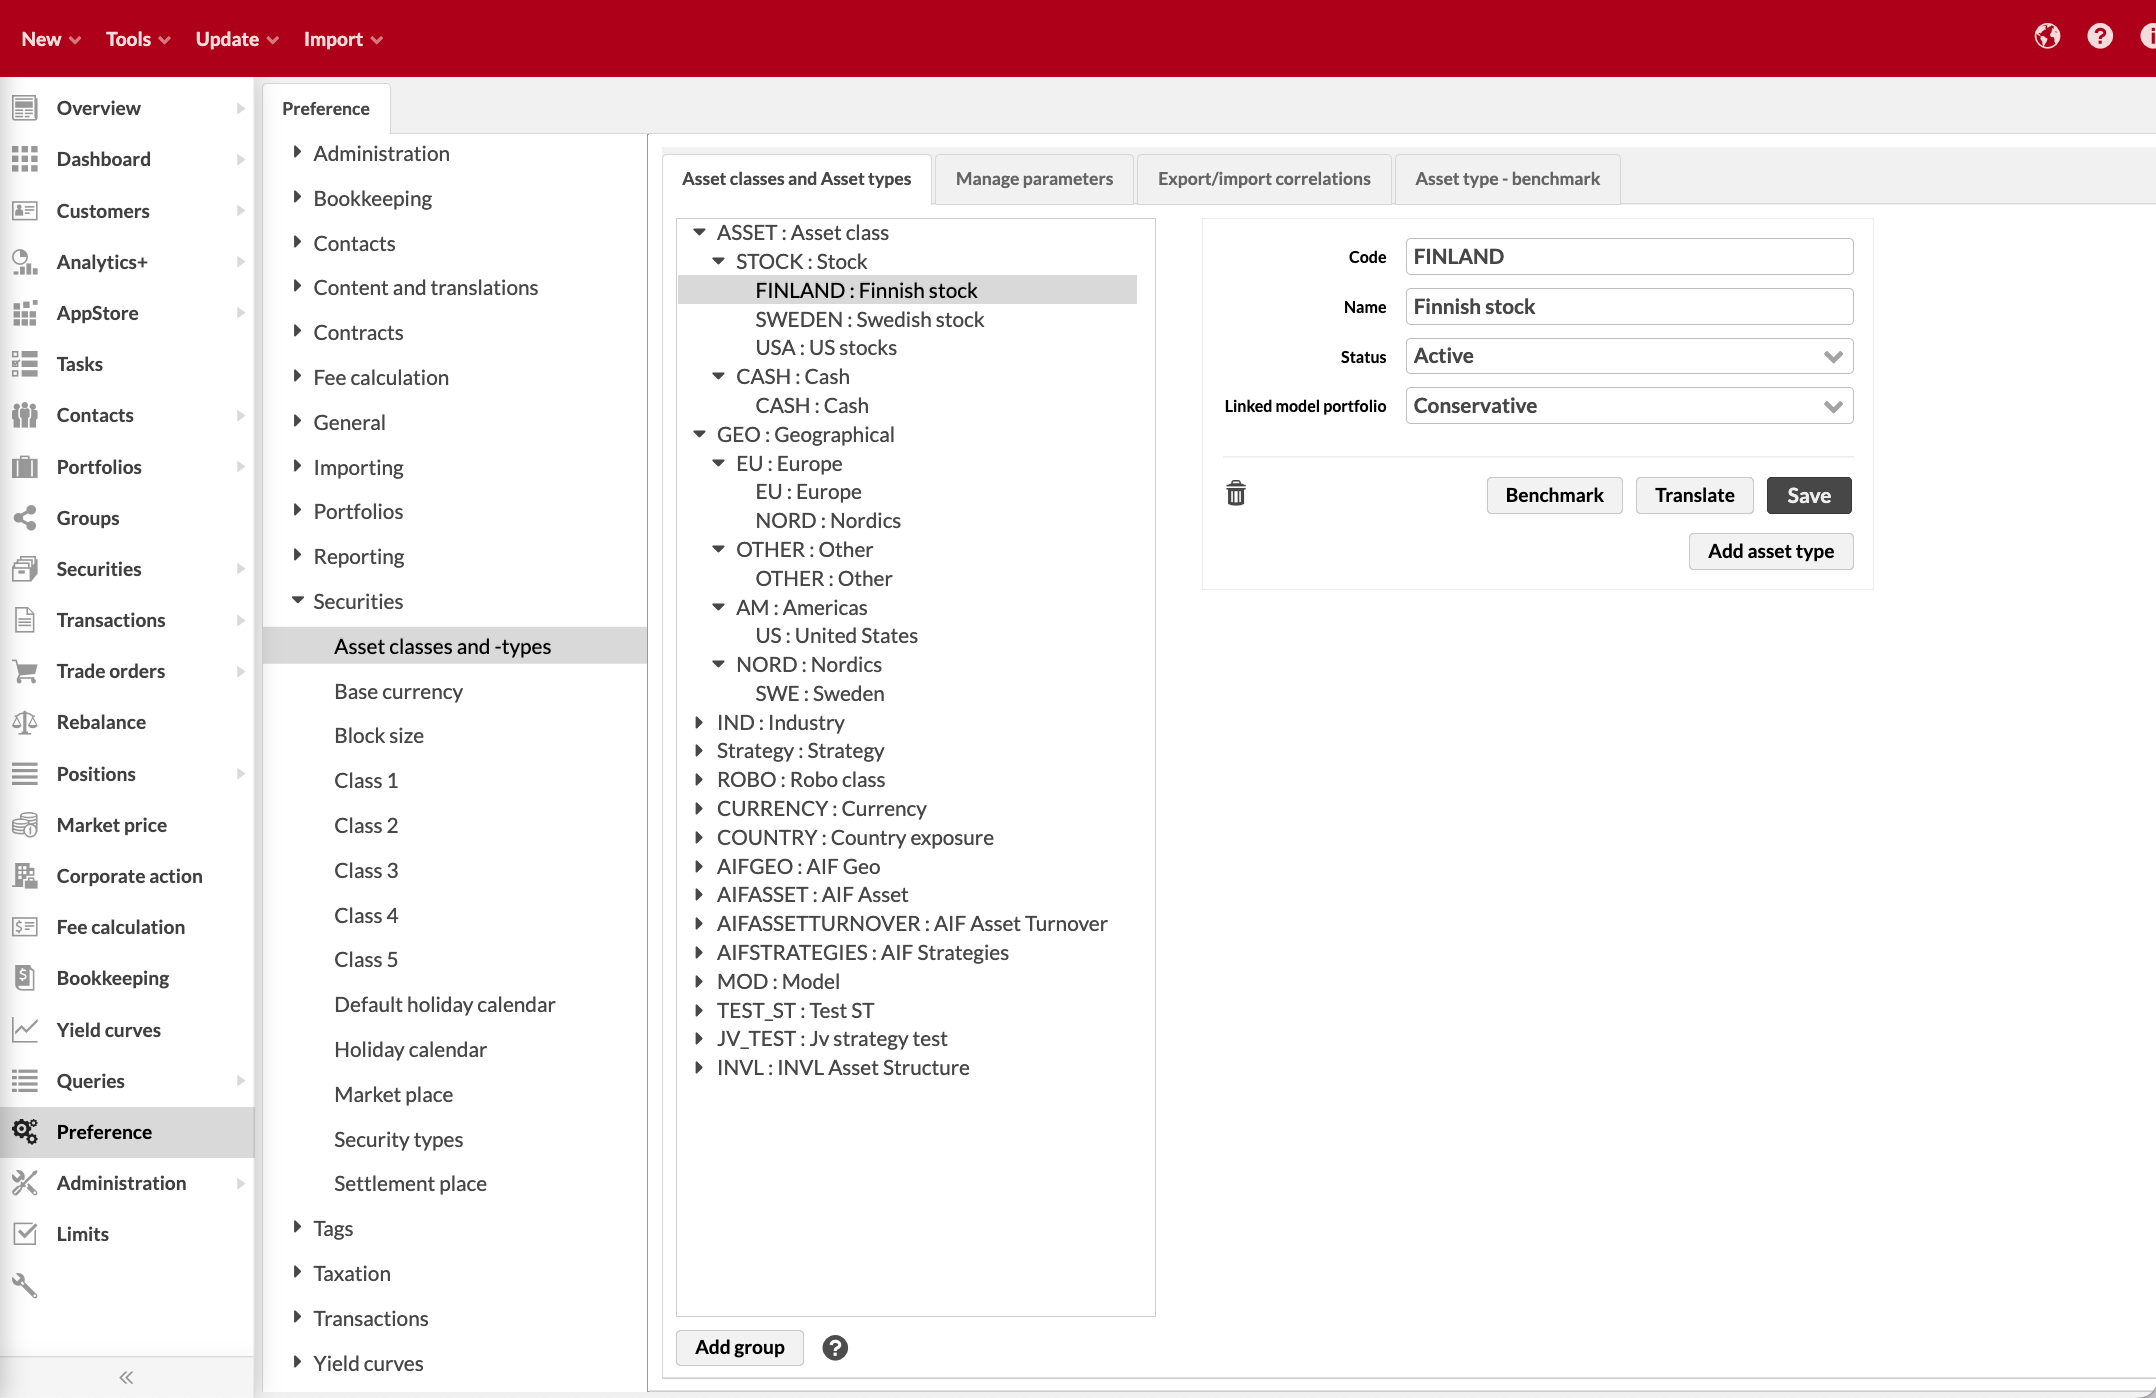 New Tools Update Import
Overview
Dashboard
Customers
Analytics+
AppStore
Tasks
Contacts
Portfolios
Groups
Securities
Transactions
Trade orders
Rebalance
Positions
Market price
Corporate action
Fee calculation
Bookkeeping
Yield curves
Queries
Preference
Administration
Limits
Preference
Administration
Bookkeeping
Contacts
Content and translations
Contracts
Fee calculation
General
Importing
Portfolios
Reporting
Securities
Asset classes and -types
Base currency
Block size
Class 1
Class 2
Class 3
Class 4
Class 5
Default holiday calendar
Holiday calendar
Market place
Security types
Settlement place
Tags
Taxation
Transactions
Yield curves
Asset classes and Asset types Manage parameters Export/import correlations Asset type - benchmark
ASSET : Asset class
STOCK : Stock
FINLAND : Finnish stock
SWEDEN : Swedish stock
USA : US stocks
CASH : Cash
CASH : Cash
GEO : Geographical
EU : Europe
EU : Europe
NORD : Nordics
OTHER : Other
OTHER : Other
AM : Americas
US : United States
NORD : Nordics
SWE : Sweden
IND : Industry
Strategy : Strategy
ROBO : Robo class
CURRENCY : Currency
COUNTRY : Country exposure
AIFGEO : AIF Geo
AIFASSET : AIF Asset
AIFASSETTURNOVER : AIF Asset Turnover
AIFSTRATEGIES : AIF Strategies
MOD : Model
TEST_ST : Test ST
JV_TEST : Jv strategy test
INVL : INVL Asset Structure
Add group
Code FINLAND
Name Finnish stock
Status Active
Linked model portfolio Conservative
Benchmark Translate Save
Add asset type